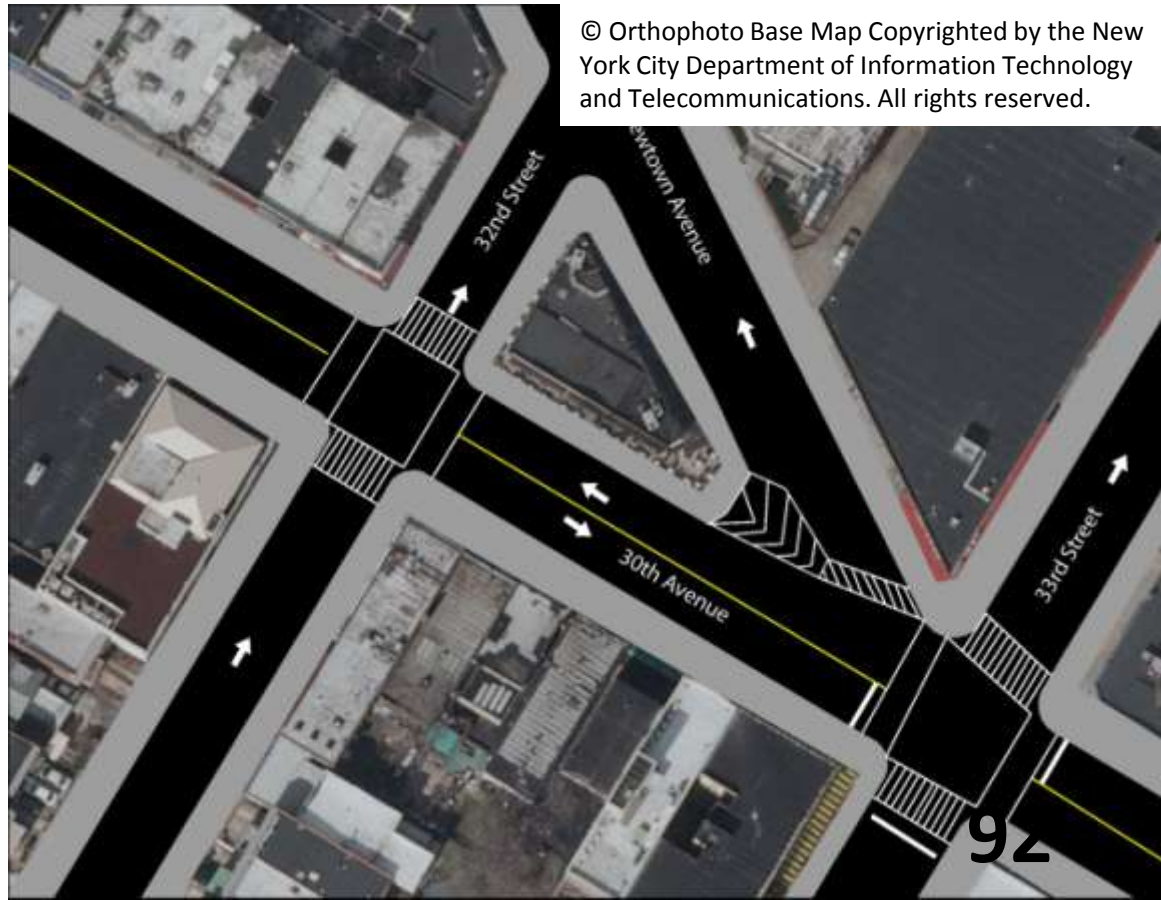 © Orthophoto Base Map Copyrighted by the New
York City Department of Information Technology
and Telecommunications. All rights reserved.
32nd Street
ewtown Avenue
30th Avenue
33rd Street
92